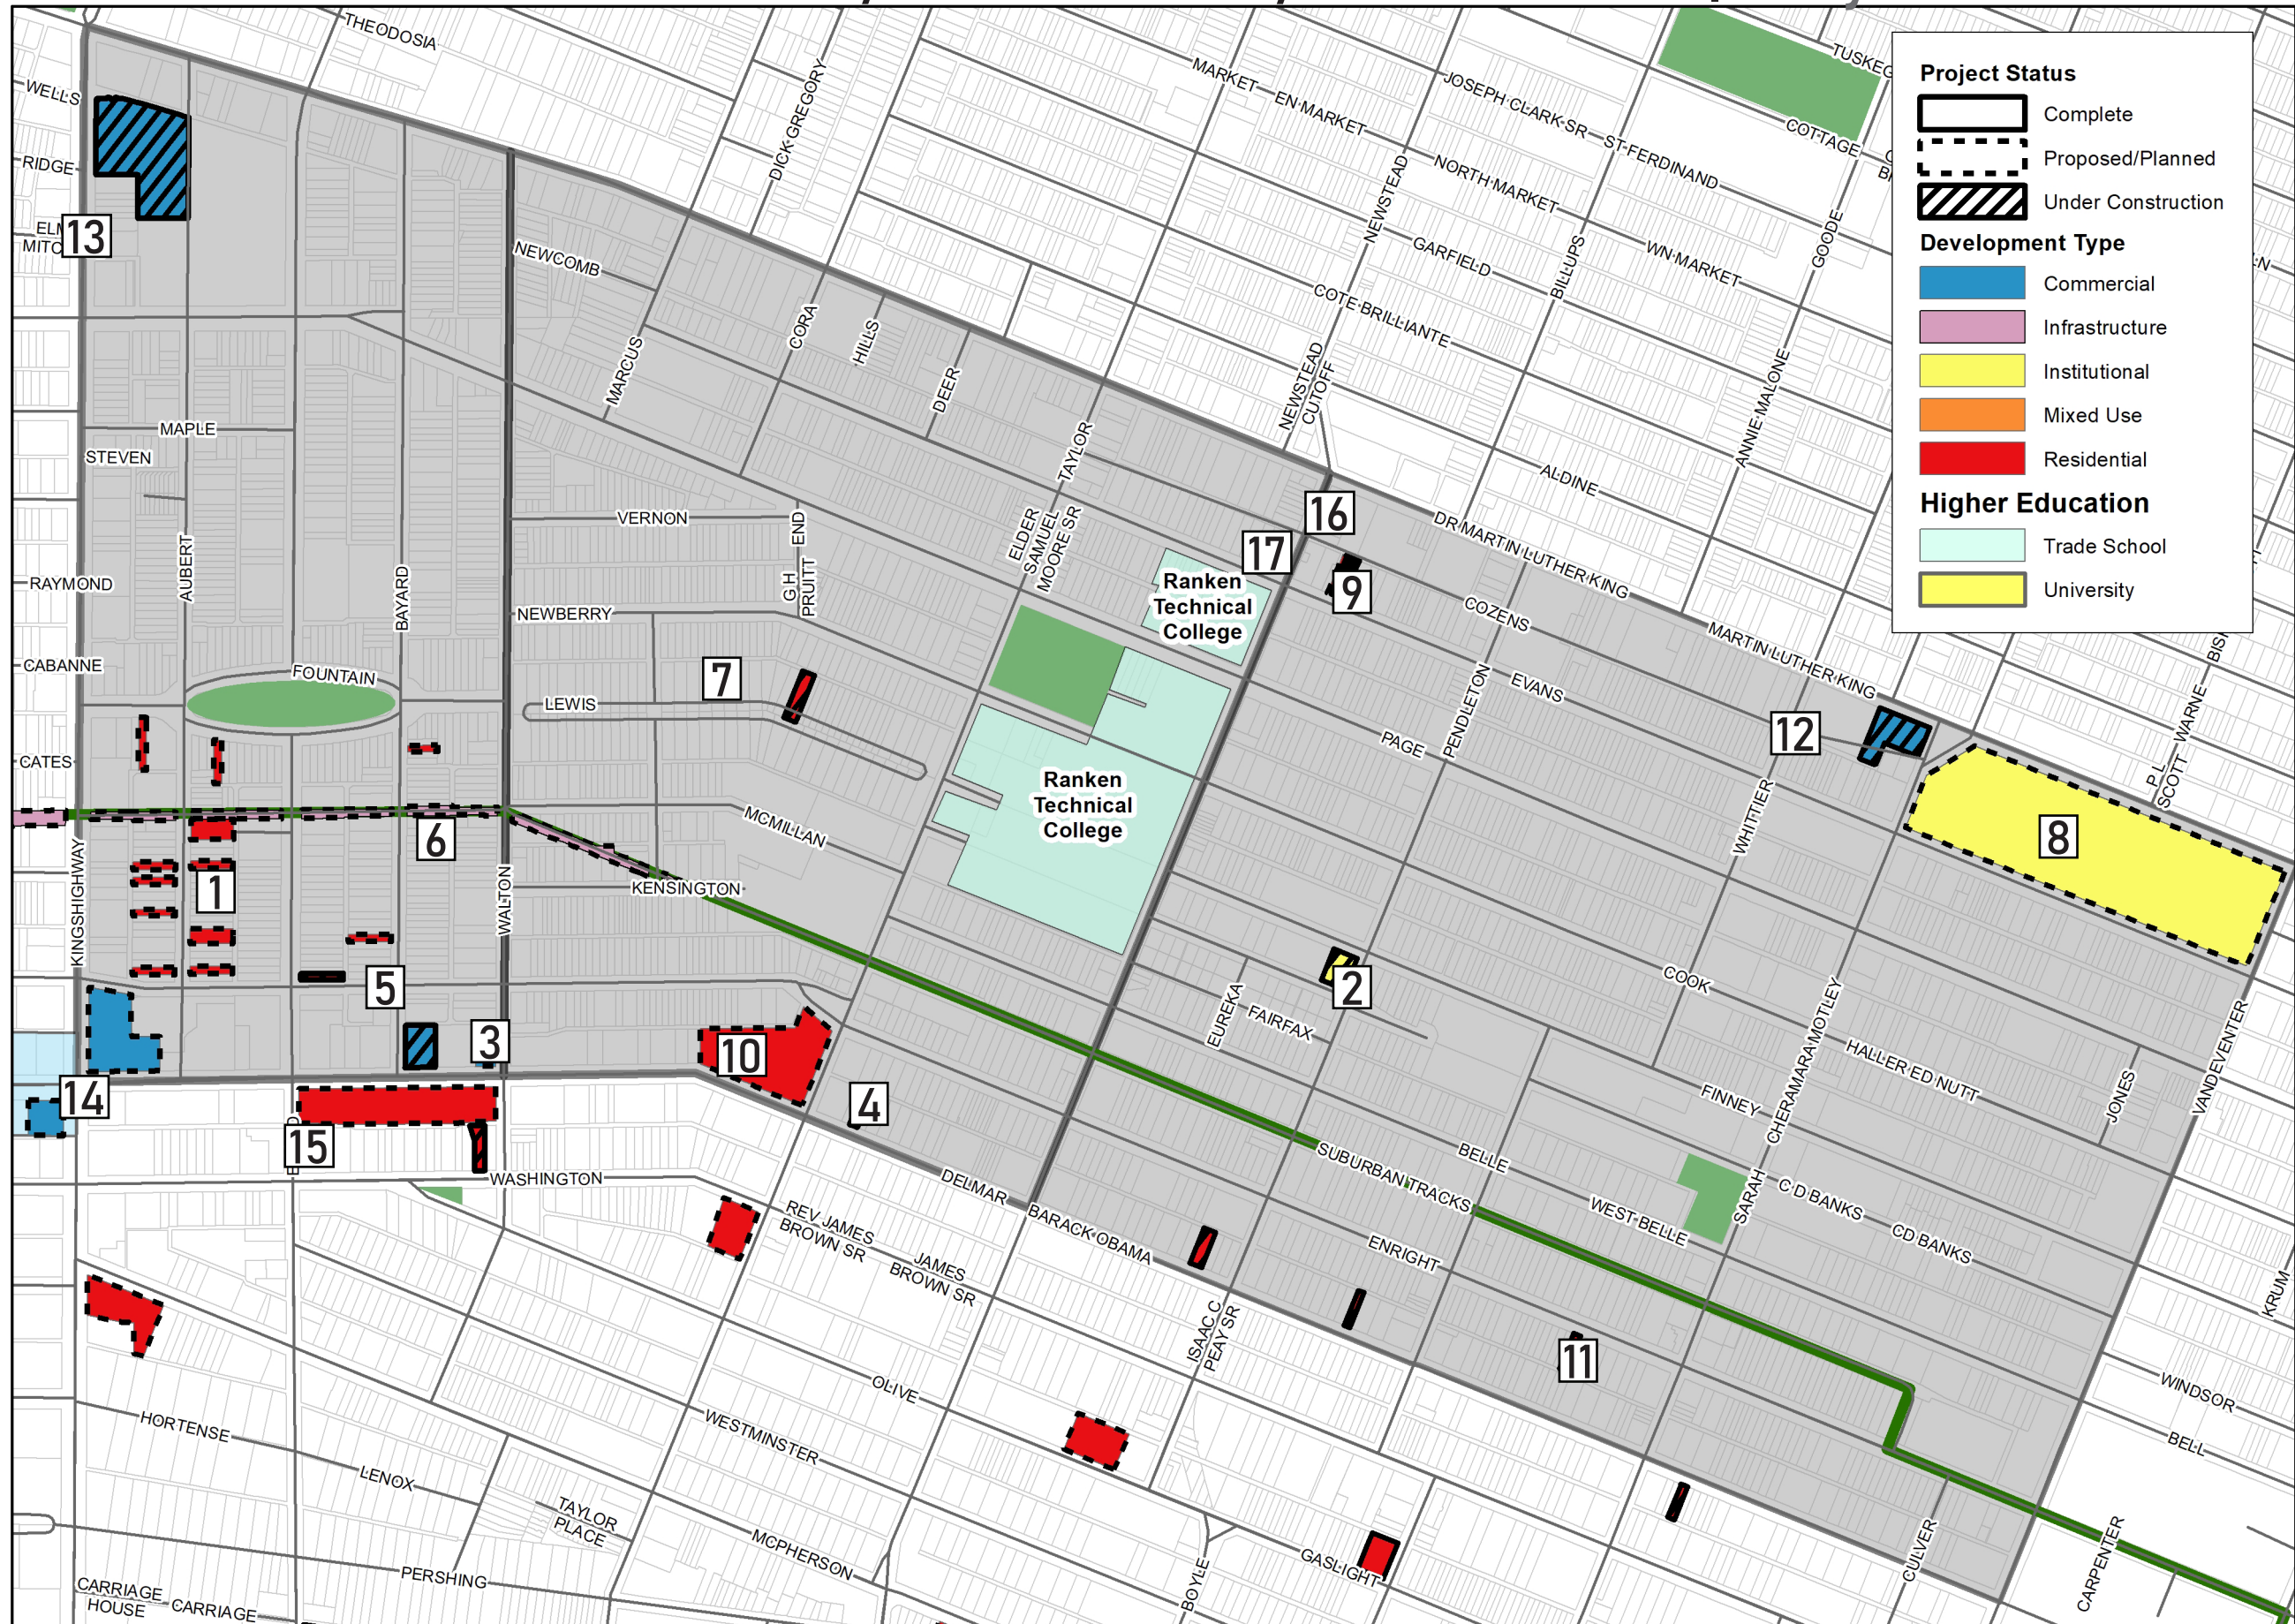 THEODOSIA
WELLS
RIDGE
MITC
13
DICK GREGORY
MARKET
EN MARKET
JOSEPH CLARK SR
ST FERDINAND
NORTH MARKET
WN MARKET
GARFIELD
COTE BRILLIANTE
NEWSTEAD
BILLUPS
GOODE
TUSKEG
COTTAGE
Project Status
Complete
Proposed/Planned
Under Construction
Development Type
Commercial
Infrastructure
Institutional
Mixed Use
Residential
Higher Education
Trade School
University
NEWCOMB
MARCUS
CORA
HILLS
DEER
TAYLOR
NEWSTEAD
CUTOFF
ANNIE MALONE
ALDINE
MAPLE
STEVEN
AUBERT
BAYARD
RAYMOND
CABANNE
CATES
FOUNTAIN
VERNON
G H
PRUITT
END
NEWBERRY
LEWIS
7
ELDER
SAMUEL
MOORE SR
Ranken
Technical
College
17
16
9
DR MARTIN LUTHER KING
MARTIN LUTHER KING
COZENS
EVANS
PAGE
PENDLETON
12
WHITTIER
8
P L
SCOTT
WARNE
BISH
Ranken
Technical
College
MCMILLAN
KENSINGTON
6
1
KINGSHIGHWAY
WALTON
5
3
10
4
14
15
2
EUREKA
FAIRFAX
COOK
HALLER ED NUTT
FINNEY
CHERAMARA MOTLEY
JONES
VANDEVENTER
SUBURBAN TRACKS
BELLE
WEST BELLE
SARAH
C D BANKS
CD BANKS
KRUM
WASHINGTON
DELMAR
BARACK OBAMA
REV JAMES
BROWN SR
JAMES
BROWN SR
ENRIGHT
ISAAC C
PEAY SR
11
OLIVE
WESTMINSTER
HORTENSE
LENOX
TAYLOR
PLACE
MCPHERSON
PERSHING
CARRIAGE
HOUSE
CARRIAGE
BOYLE
GASLIGHT
CULVER
CARPENTER
WINDSOR
BELL